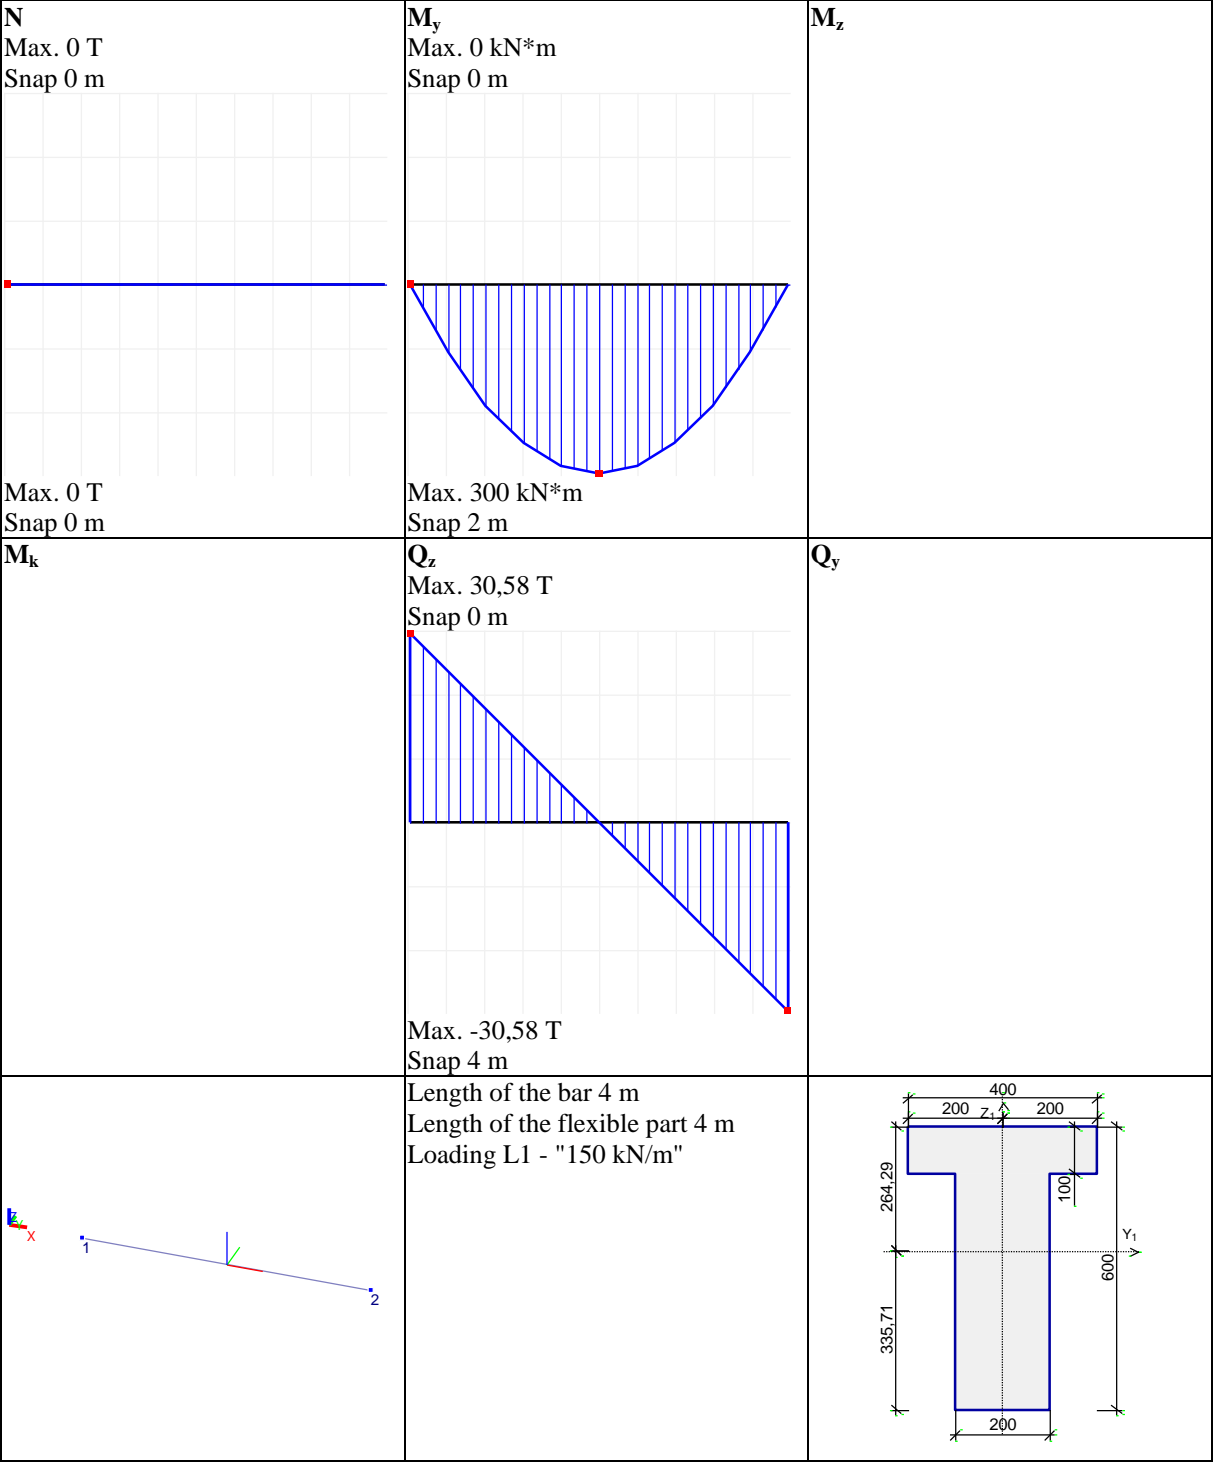 N
Max. 0 T
Snap 0 m
Max. 0 T
Snap 0 m
My
Max. 0 kN*m
Snap 0 m
Max. 300 kN*m
Snap 2 m
Mz
Mk
Qz
Max. 30,58 T
Snap 0 m
Max. -30,58 T
Snap 4 m
Qy
Z
Y
X
1
2
Length of the bar 4 m
Length of the flexible part 4 m
Loading L1 - "150 kN/m"
400
200 Z1 200
264,29
100
Y1
600
335,71
200